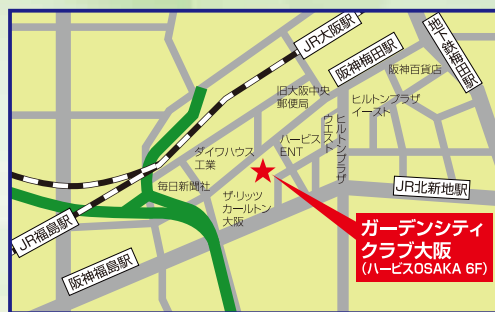 JR大阪駅
阪神梅田駅
地下鉄梅田駅
阪神百貨店
旧大阪中央
郵便局
ヒルトンプラザ
イースト
ハービス
ENT
ヒルトンプラザ
ウエスト
ダイワハウス
工業
毎日新聞社
ザ・リッツ
カールトン
大阪
JR北新地駅
JR福島駅
阪神福島駅
ガーデンシティ
クラブ大阪
(ハービスOSAKA 6F)